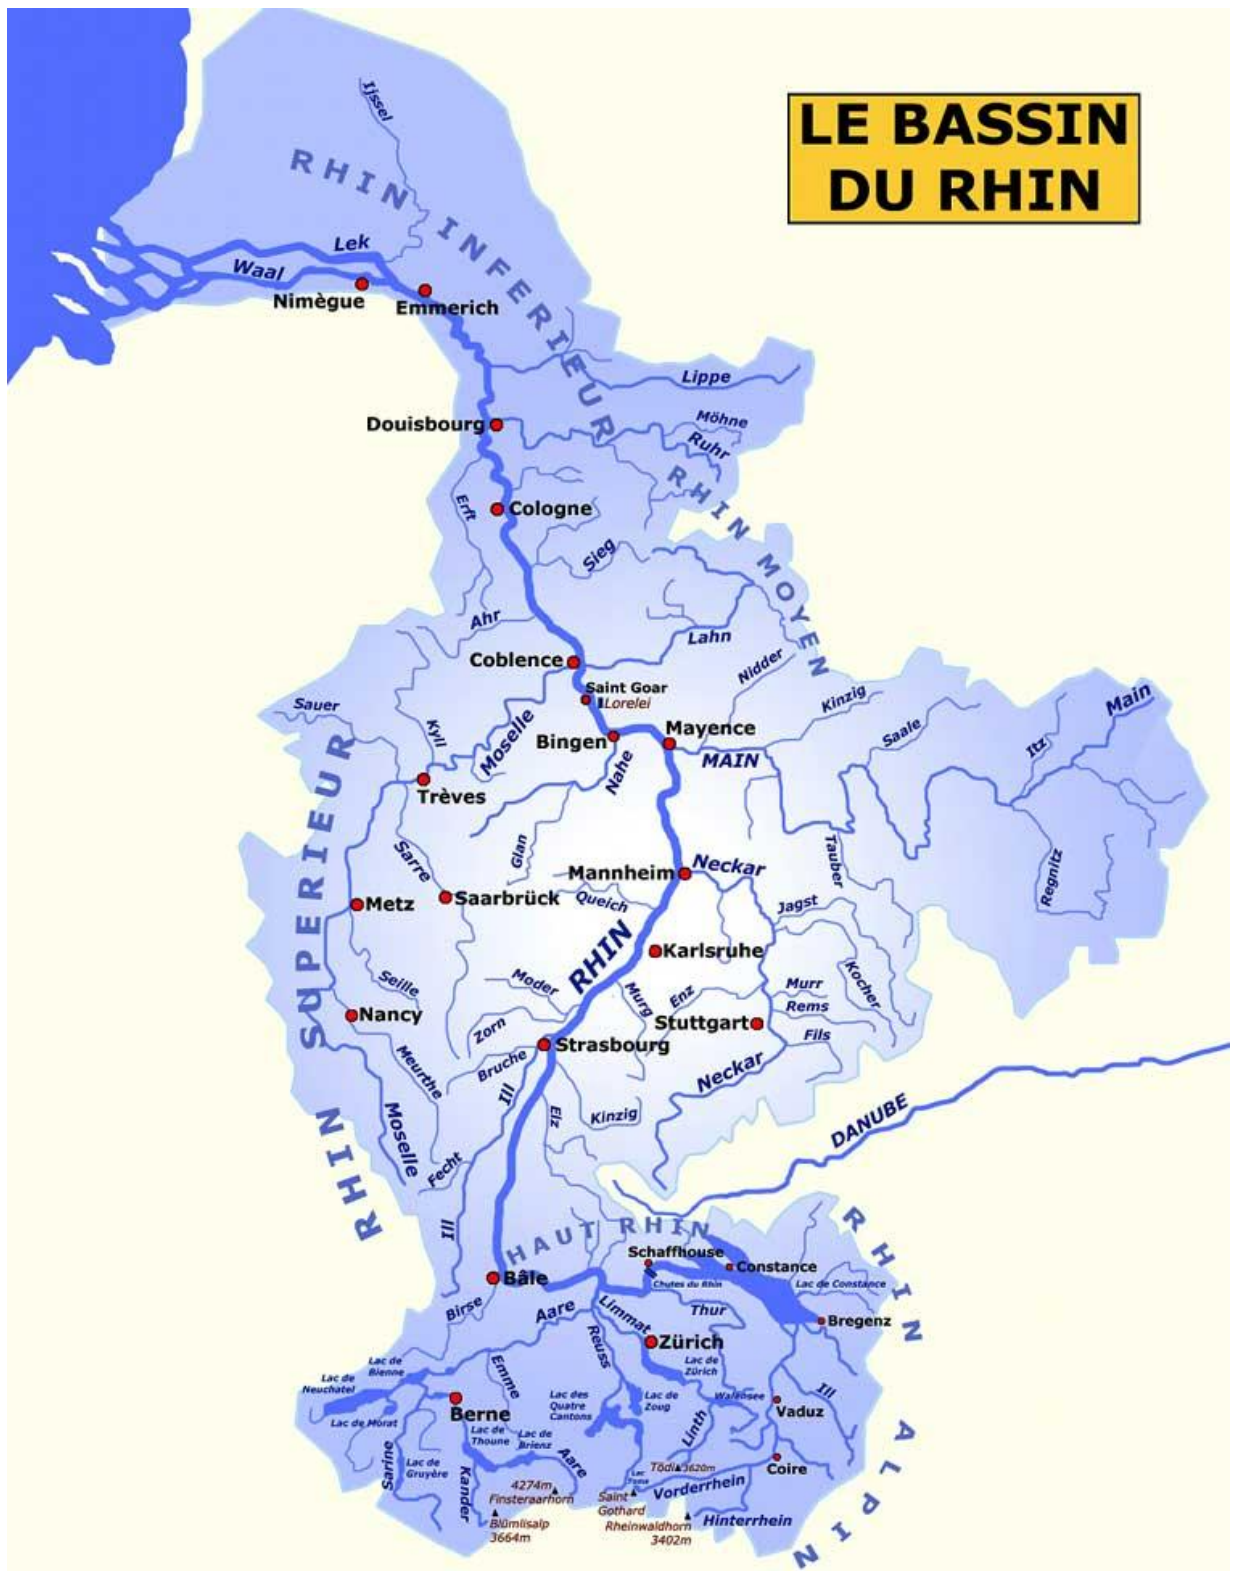 LE BASSIN
DU RHIN
Ijssel
RHIN INFERIEUR
Lek
Waal
Nimègue
Emmerich
Lippe
Möhne
Douisbourg
Ruhr
RHIN MOYEN
Erft
Cologne
Sieg
Ahr
Lahn
Coblence
Nidder
Saint Goar
Lorelei
Kinzig
Main
Sauer
Kyll
Moselle
Saale
Itz
Bingen
Mayence
MAIN
Nahe
Trèves
RHIN SUPERIEUR
Sarre
Glan
Tauber
Regnitz
Mannheim
Neckar
Metz
Saarbrück
Queich
Jagst
RHIN
Karlsruhe
Kocher
Seille
Moder
Murg
Enz
Murr
Rems
Nancy
Zorn
Stuttgart
Fils
Strasbourg
Meurthe
Bruche
Neckar
Ill
Elz
Kinzig
Moselle
DANUBE
Fecht
Ill
HAUT RHIN
RHIN ALPIN
Schaffhouse
Constance
Bâle
Chutes du Rhin
Lac de Constance
Birse
Aare
Limmat
Thur
Bregenz
Reuss
Zürich
Lac de
Bienne
Lac de
Zürich
Lac de
Neuchatel
Emme
Lac des
Quatre
Cantons
Lac de
Zoug
Walensee
Ill
Vaduz
Lac de Morat
Berne
Lac de
Thoune
Lac de
Brienz
Linth
Sarine
Lac de
Gruyère
Kander
Aare
Tödi 3620m
Coire
Lac
Toma
4274m
Finsteraarhorn
Saint
Gothard
Vorderrhein
Blümlisalp
3664m
Rheinwaldhorn
3402m
Hinterrhein